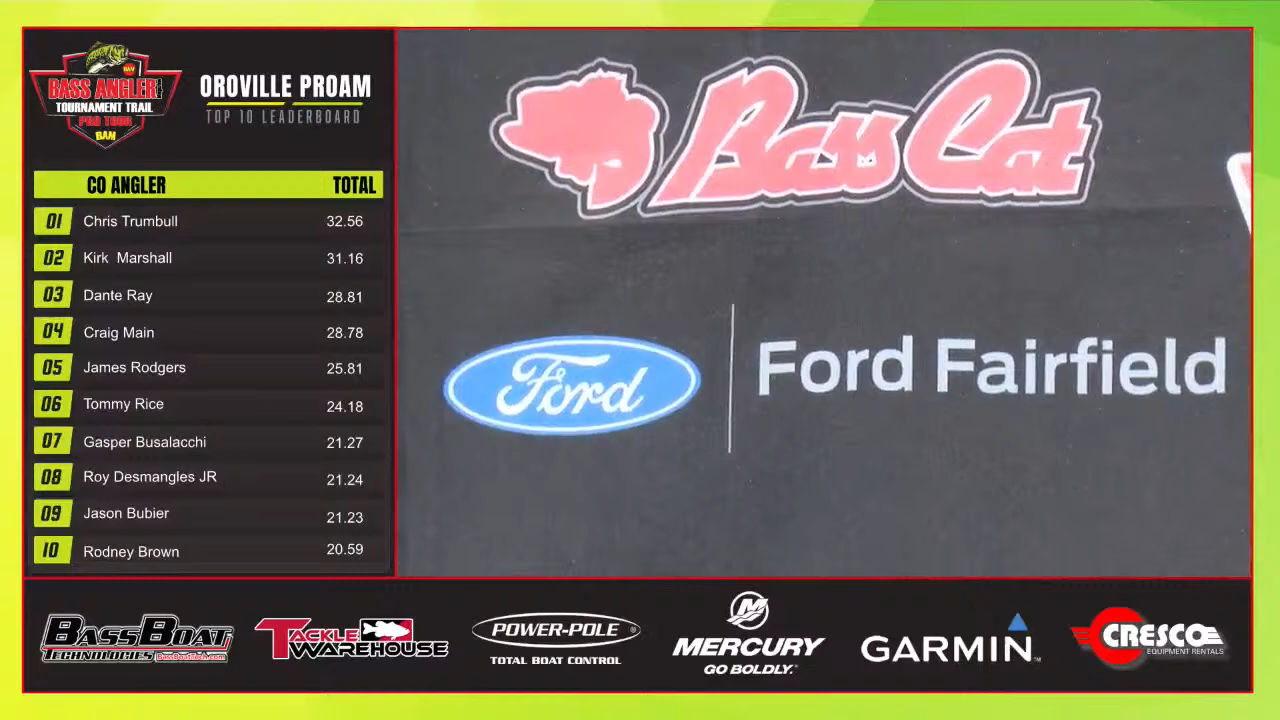 BASS ANGLER
TOURNAMENT TRAIL
PRO TOUR
BAM
OROVILLE PROAM
TOP 10 LEADERBOARD
CO ANGLER TOTAL
01 Chris Trumbull 32.56
02 Kirk Marshall 31.16
03 Dante Ray 28.81
04 Craig Main 28.78
05 James Rodgers 25.81
06 Tommy Rice 24.18
07 Gasper Busalacchi 21.27
08 Roy Desmangles JR 21.24
09 Jason Bubier 21.23
10 Rodney Brown 20.59
Bass Cat
Ford
Ford Fairfield
BASSBOAT
TECHNOLOGIES BassBoatTech.com
TACKLE
WAREHOUSE
POWER-POLE®
TOTAL BOAT CONTROL
MERCURY
GO BOLDLY.
GARMIN™
CRESCO
EQUIPMENT RENTALS